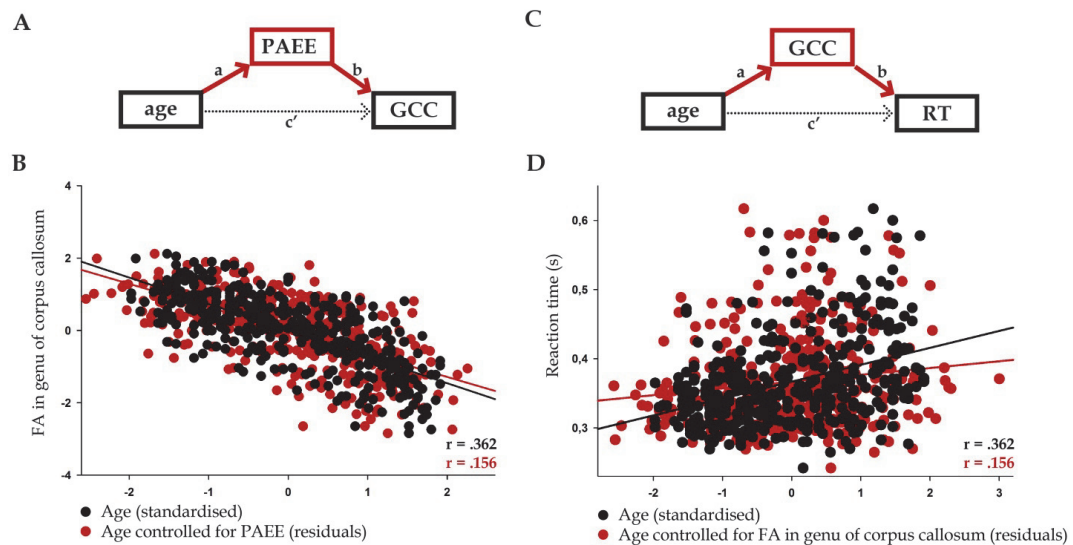 A
PAEE
a
b
age
GCC
c'
B
FA in genu of corpus callosum
4
2
0
-2
-4
-2
-1
0
1
2
r = .362
r = .156
Age (standardised)
Age controlled for PAEE (residuals)
C
GCC
a
b
age
RT
c'
D
Reaction time (s)
0,6
0,5
0,4
0,3
-2
-1
0
1
2
3
r = .362
r = .156
Age (standardised)
Age controlled for FA in genu of corpus callosum (residuals)